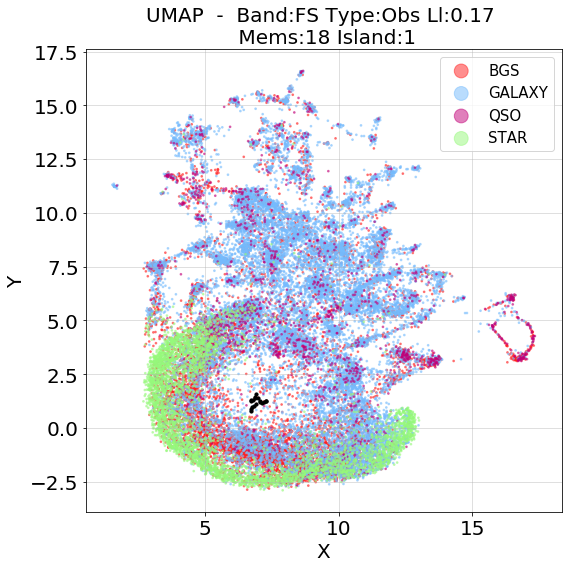 UMAP - Band:FS Type:Obs Ll:0.17
Mems:18 Island:1
BGS
GALAXY
QSO
STAR
17.5
15.0
12.5
10.0
7.5
5.0
2.5
0.0
−2.5
Y
5
10
15
X